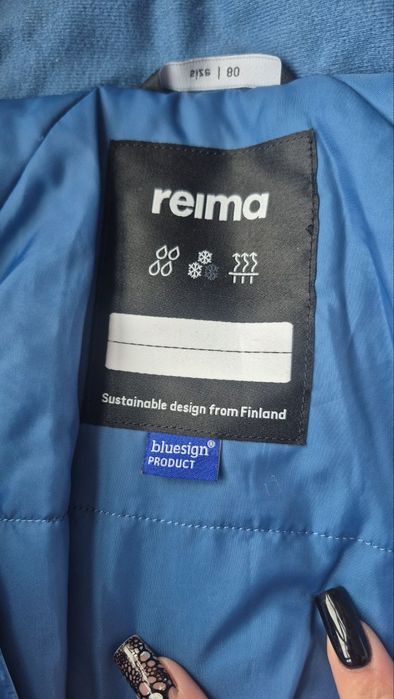 size | 80
reima
Sustainable design from Finland
bluesign®
PRODUCT